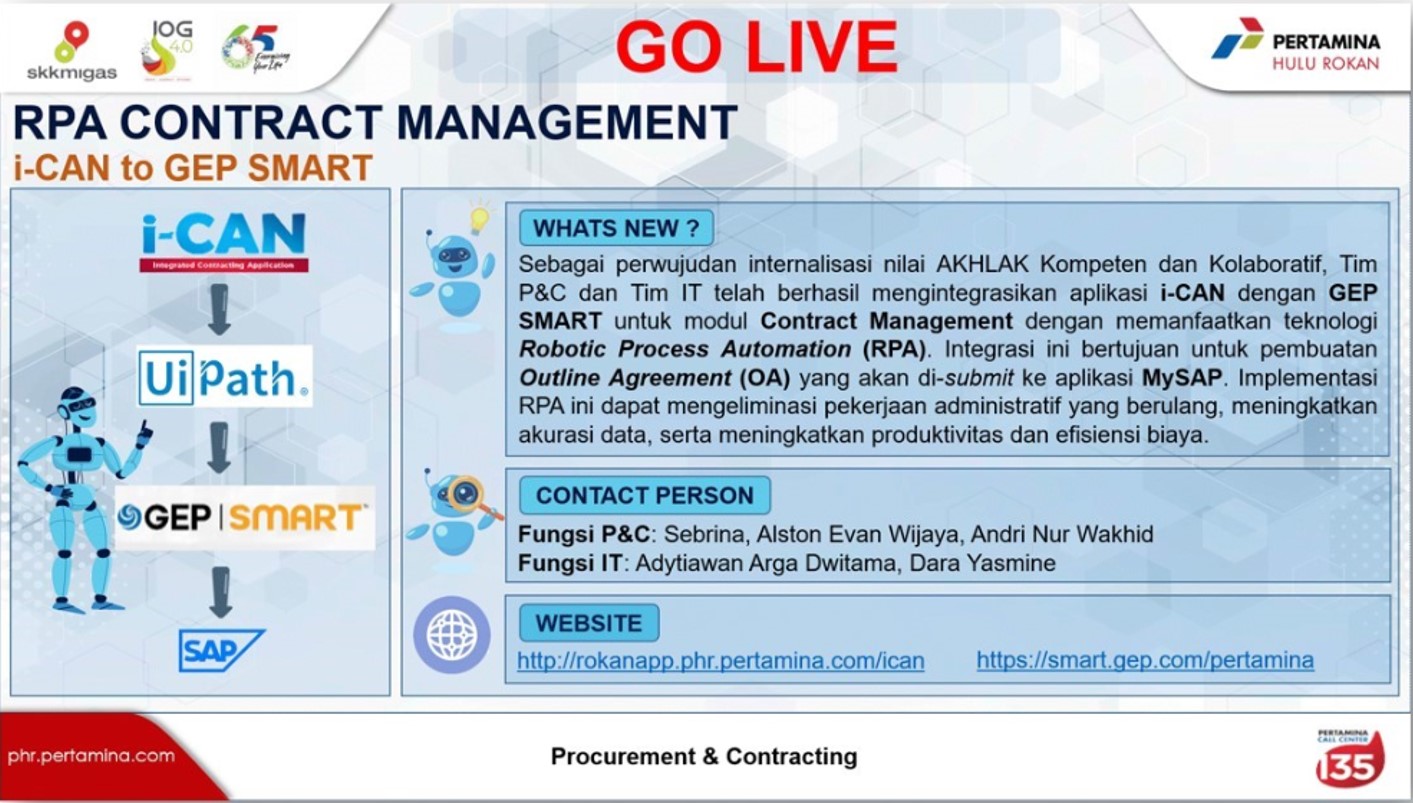 skkmigas
IOG
4.0
65
Energizing
Your Life
GO LIVE
PERTAMINA
HULU ROKAN
RPA CONTRACT MANAGEMENT
i-CAN to GEP SMART
i-CAN
Integrated Contracting Application
UiPath®
GEP | SMART
SAP
WHATS NEW ?
Sebagai perwujudan internalisasi nilai AKHLAK Kompeten dan Kolaboratif, Tim
P&C dan Tim IT telah berhasil mengintegrasikan aplikasi i-CAN dengan GEP
SMART untuk modul Contract Management dengan memanfaatkan teknologi
Robotic Process Automation (RPA). Integrasi ini bertujuan untuk pembuatan
Outline Agreement (OA) yang akan di-submit ke aplikasi MySAP. Implementasi
RPA ini dapat mengeliminasi pekerjaan administratif yang berulang, meningkatkan
akurasi data, serta meningkatkan produktivitas dan efisiensi biaya.
CONTACT PERSON
Fungsi P&C: Sebrina, Alston Evan Wijaya, Andri Nur Wakhid
Fungsi IT: Adytiawan Arga Dwitama, Dara Yasmine
WEBSITE
http://rokanapp.phr.pertamina.com/ican https://smart.gep.com/pertamina
phr.pertamina.com
Procurement & Contracting
PERTAMINA
CALL CENTER
135